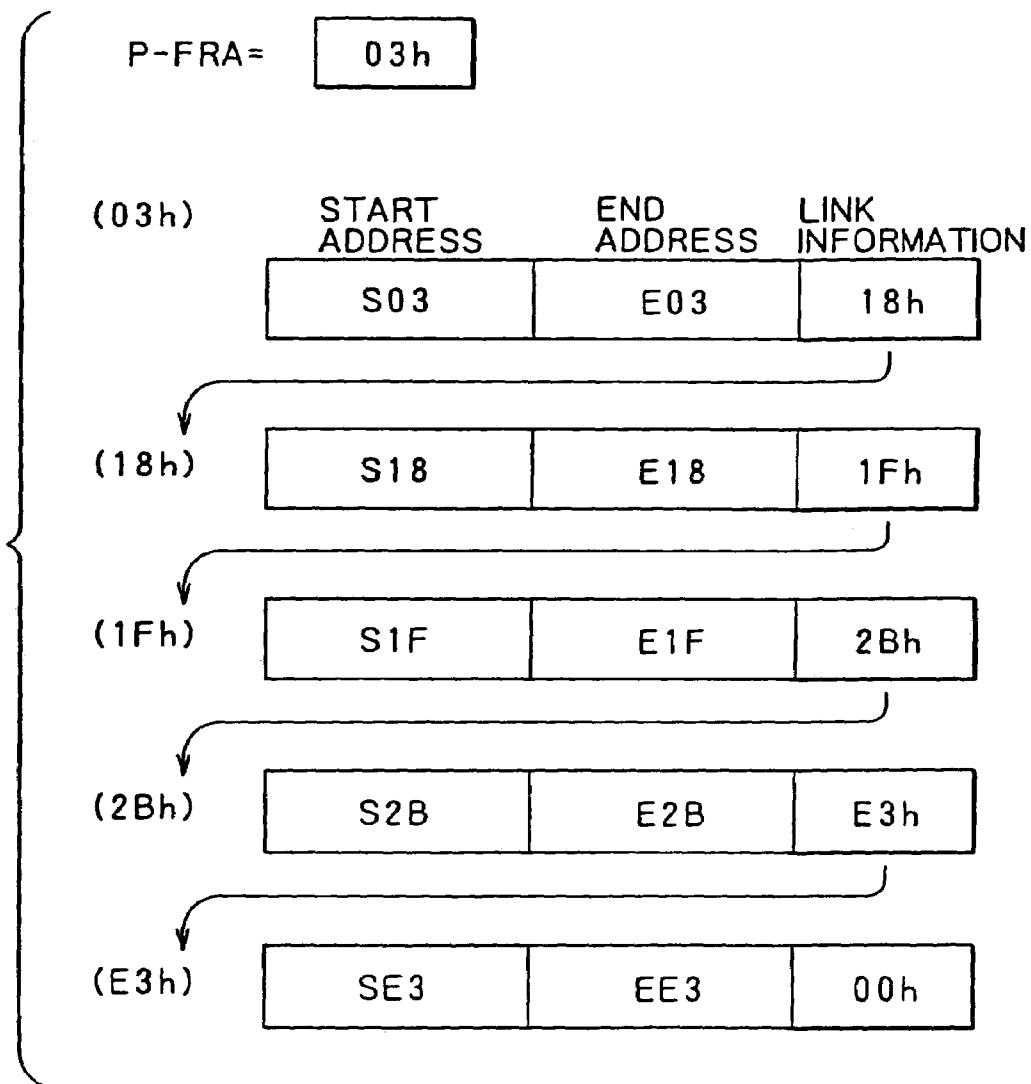 P-FRA= 03h
(03h) START ADDRESS END ADDRESS LINK INFORMATION
S03 E03 18h
(18h) S18 E18 1Fh
(1Fh) S1F E1F 2Bh
(2Bh) S2B E2B E3h
(E3h) SE3 EE3 00h